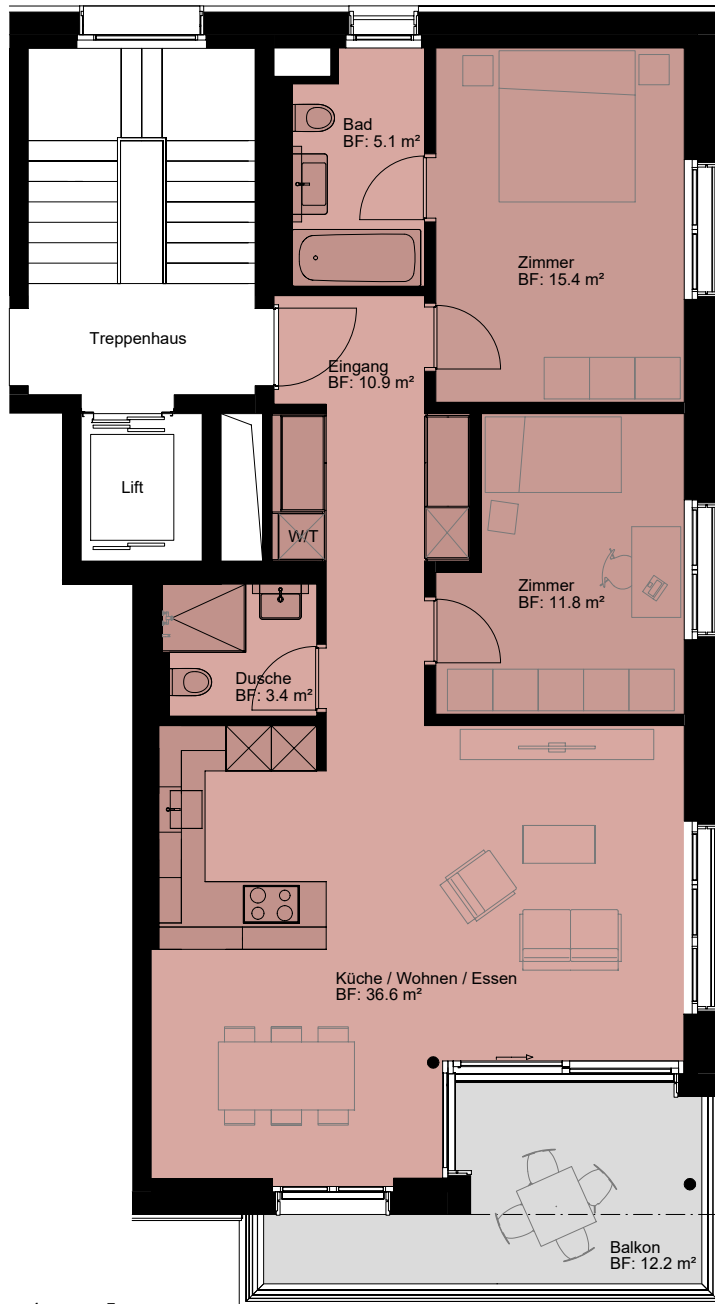 Bad
BF: 5.1 m²
Zimmer
BF: 15.4 m²
Treppenhaus
Eingang
BF: 10.9 m²
Lift
W/T
Zimmer
BF: 11.8 m²
Dusche
BF: 3.4 m²
Küche / Wohnen / Essen
BF: 36.6 m²
Balkon
BF: 12.2 m²